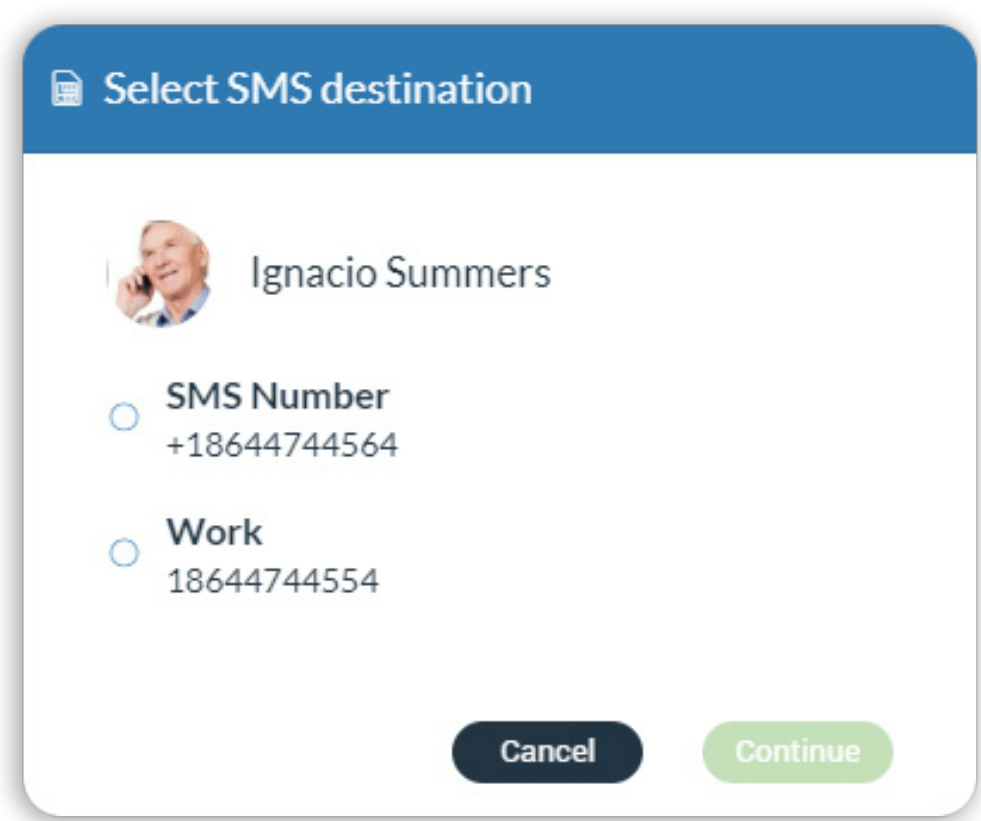 Select SMS destination
Ignacio Summers
SMS Number
+18644744564
Work
18644744554
Cancel
Continue